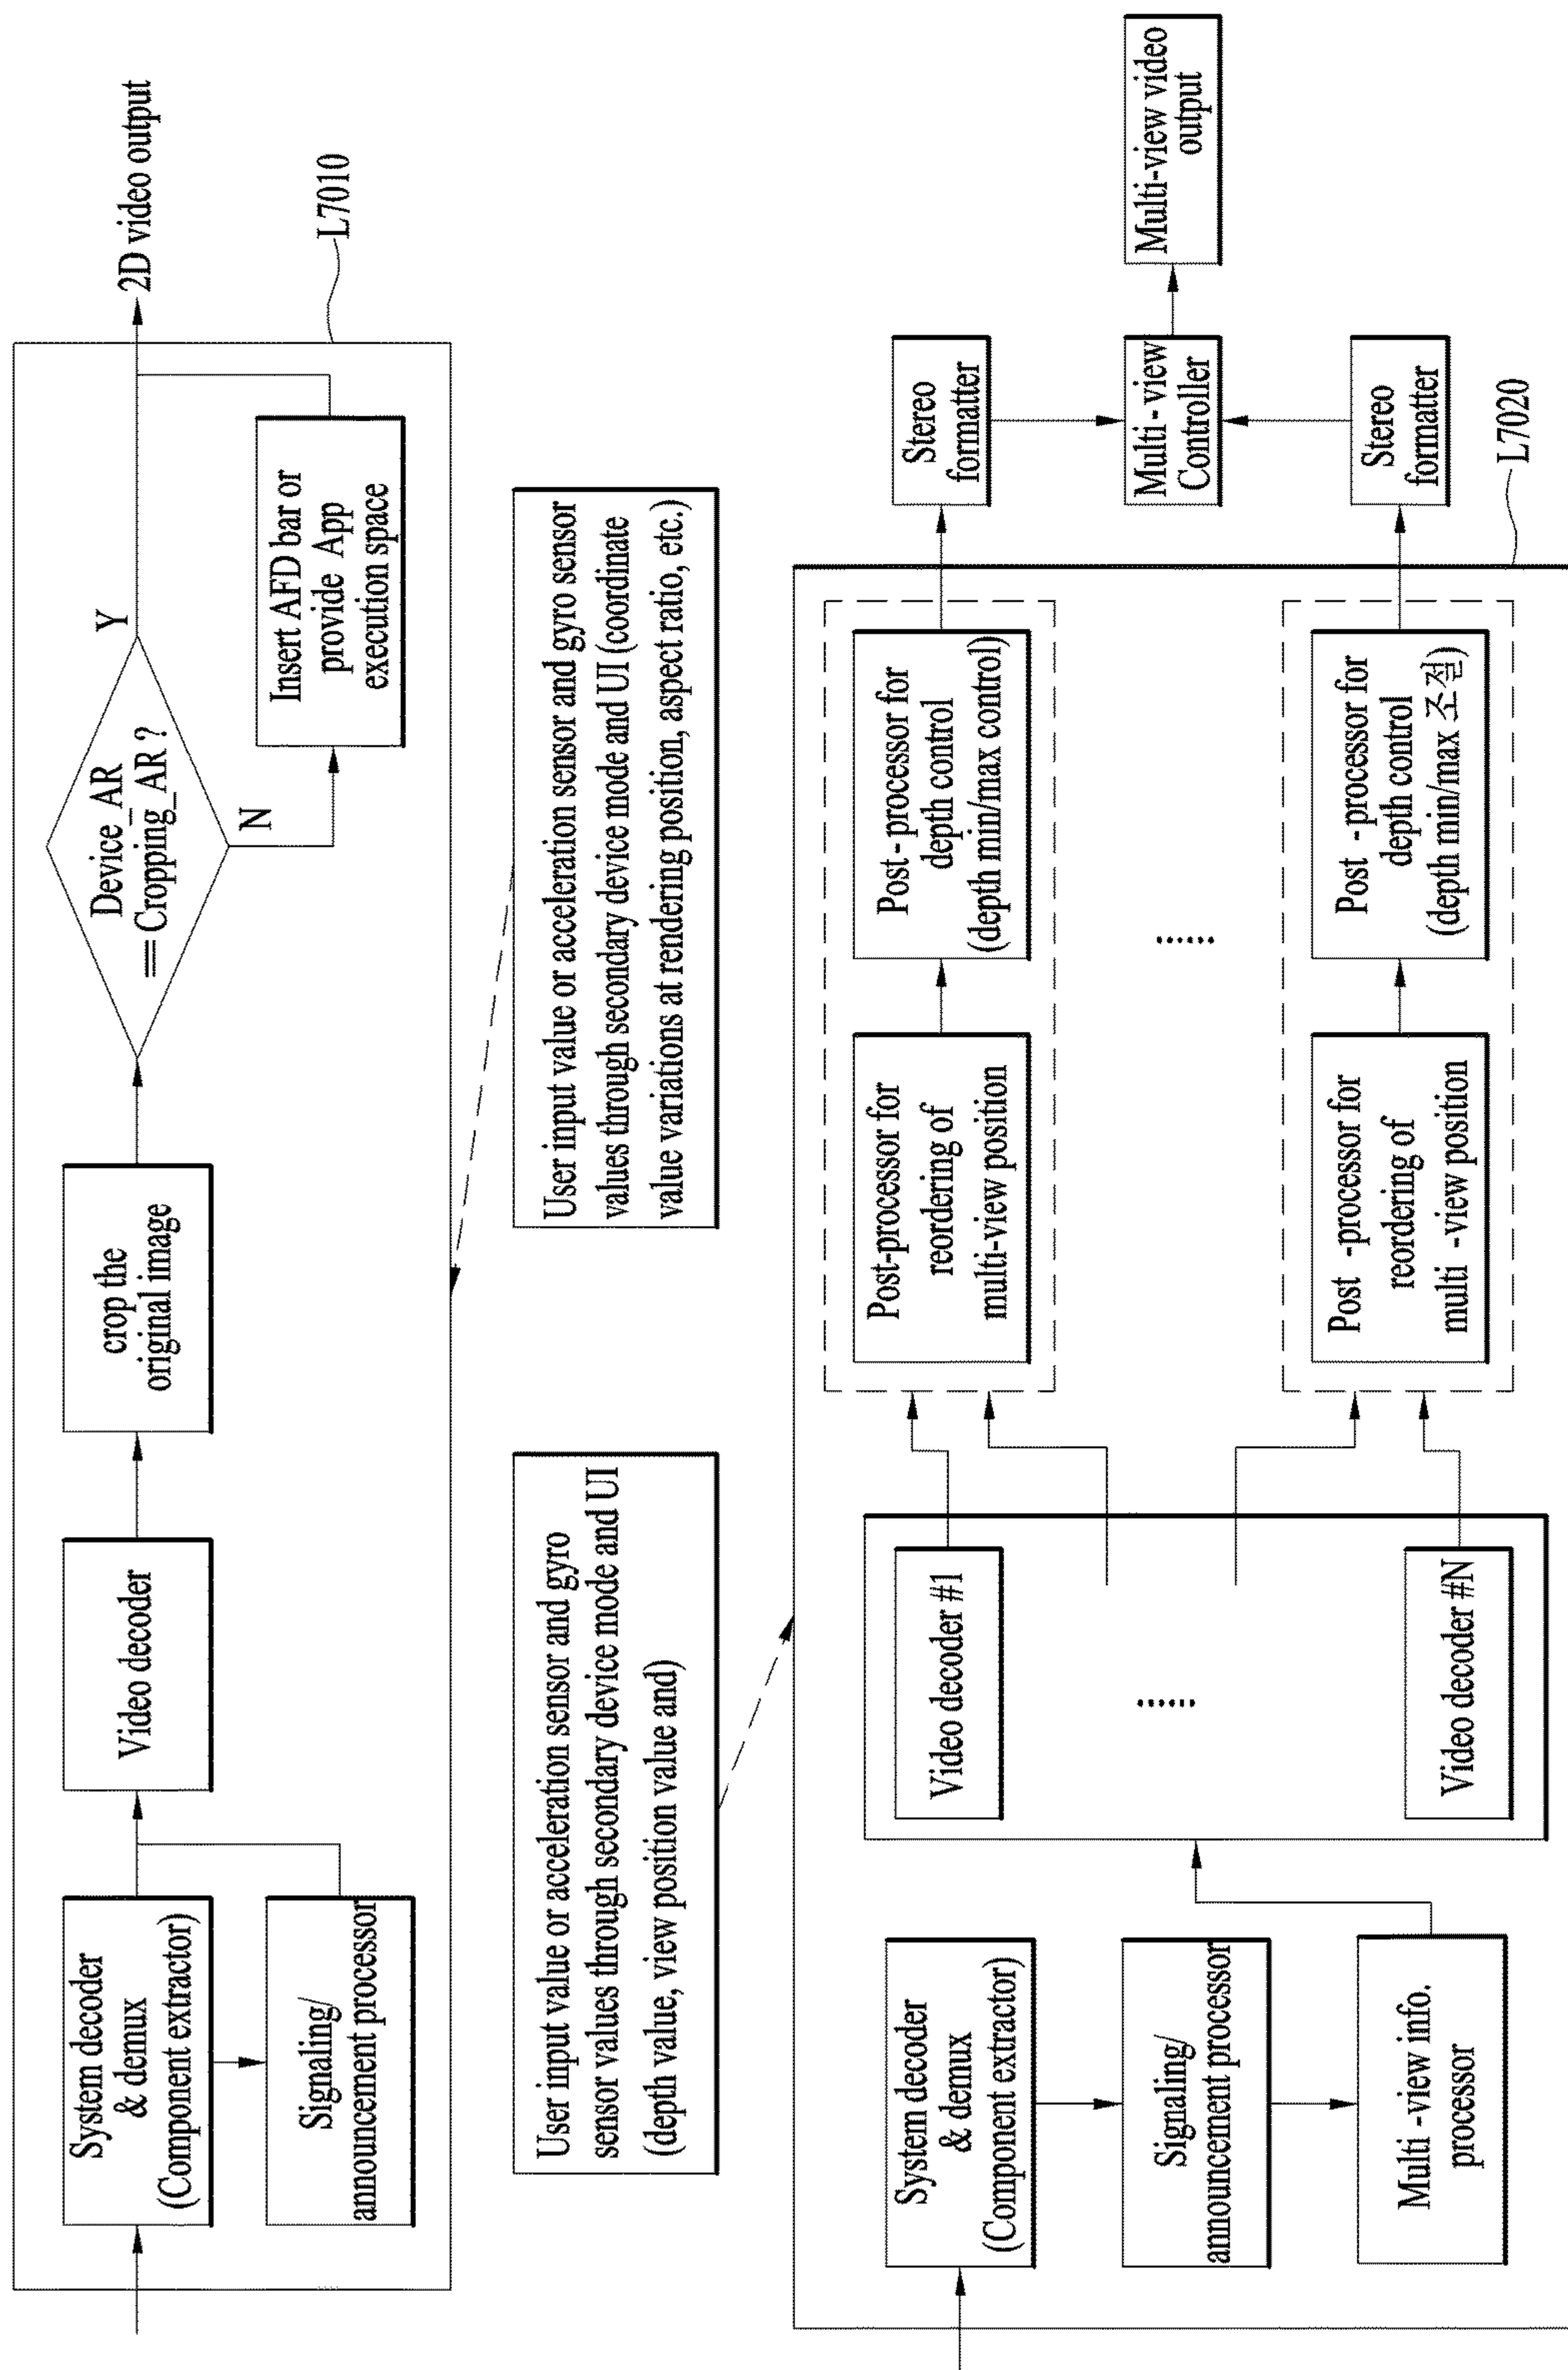 System decoder
& demux
(Component extractor)
Signaling/
announcement processor
Video decoder
crop the
original image
Device_AR
==Cropping_AR ?
Y
N
Insert AFD bar or
provide App
execution space
2D video output
L7010
User input value or acceleration sensor and gyro
sensor values through secondary device mode and UI
(depth value, view position value and)
User input value or acceleration sensor and gyro sensor
values through secondary device mode and UI (coordinate
value variations at rendering position, aspect ratio, etc.)
System decoder
& demux
(Component extractor)
Signaling/
announcement processor
Multi -view info.
processor
Video decoder #1
......
Video decoder #N
Post-processor for
reordering of
multi-view position
Post- processor for
depth control
(depth min/max control)
......
Post -processor for
reordering of
multi -view position
Post -processor for
depth control
(depth min/max 조절)
Stereo
formatter
Multi - view
Controller
Stereo
formatter
Multi-view video
output
L7020